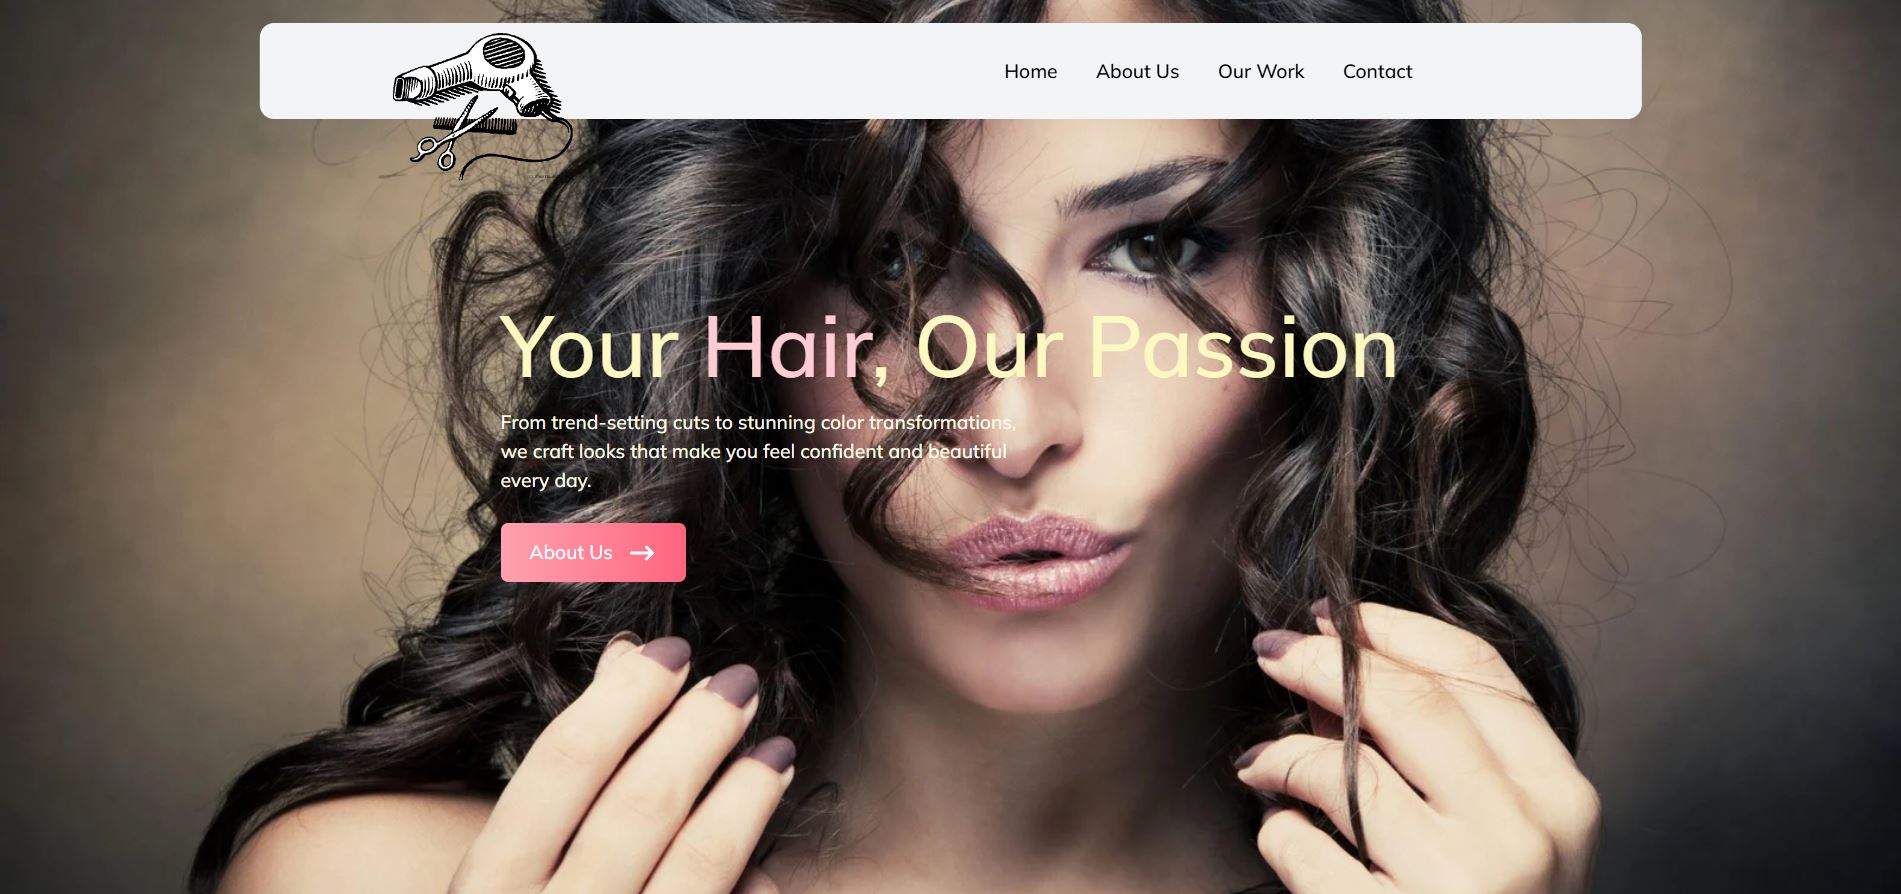 Home
About Us
Our Work
Contact
Your Hair, Our Passion
From trend-setting cuts to stunning color transformations,
we craft looks that make you feel confident and beautiful
every day.
About Us